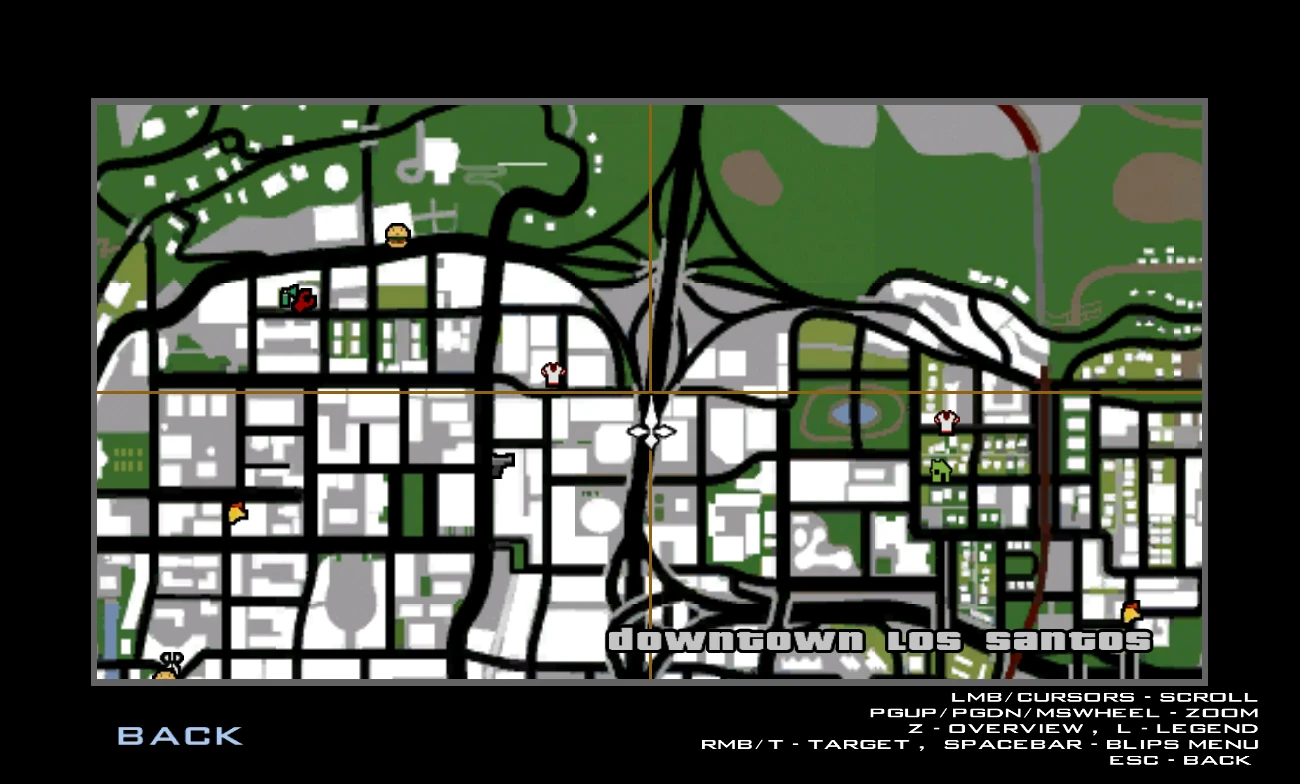 DOWNTOWN LOS SANTOS
LMB/CURSORS - SCROLL
PGUP/PGDN/MSWHEEL - ZOOM
Z - OVERVIEW , L - LEGEND
RMB/T - TARGET , SPACEBAR - BLIPS MENU
ESC - BACK
BACK